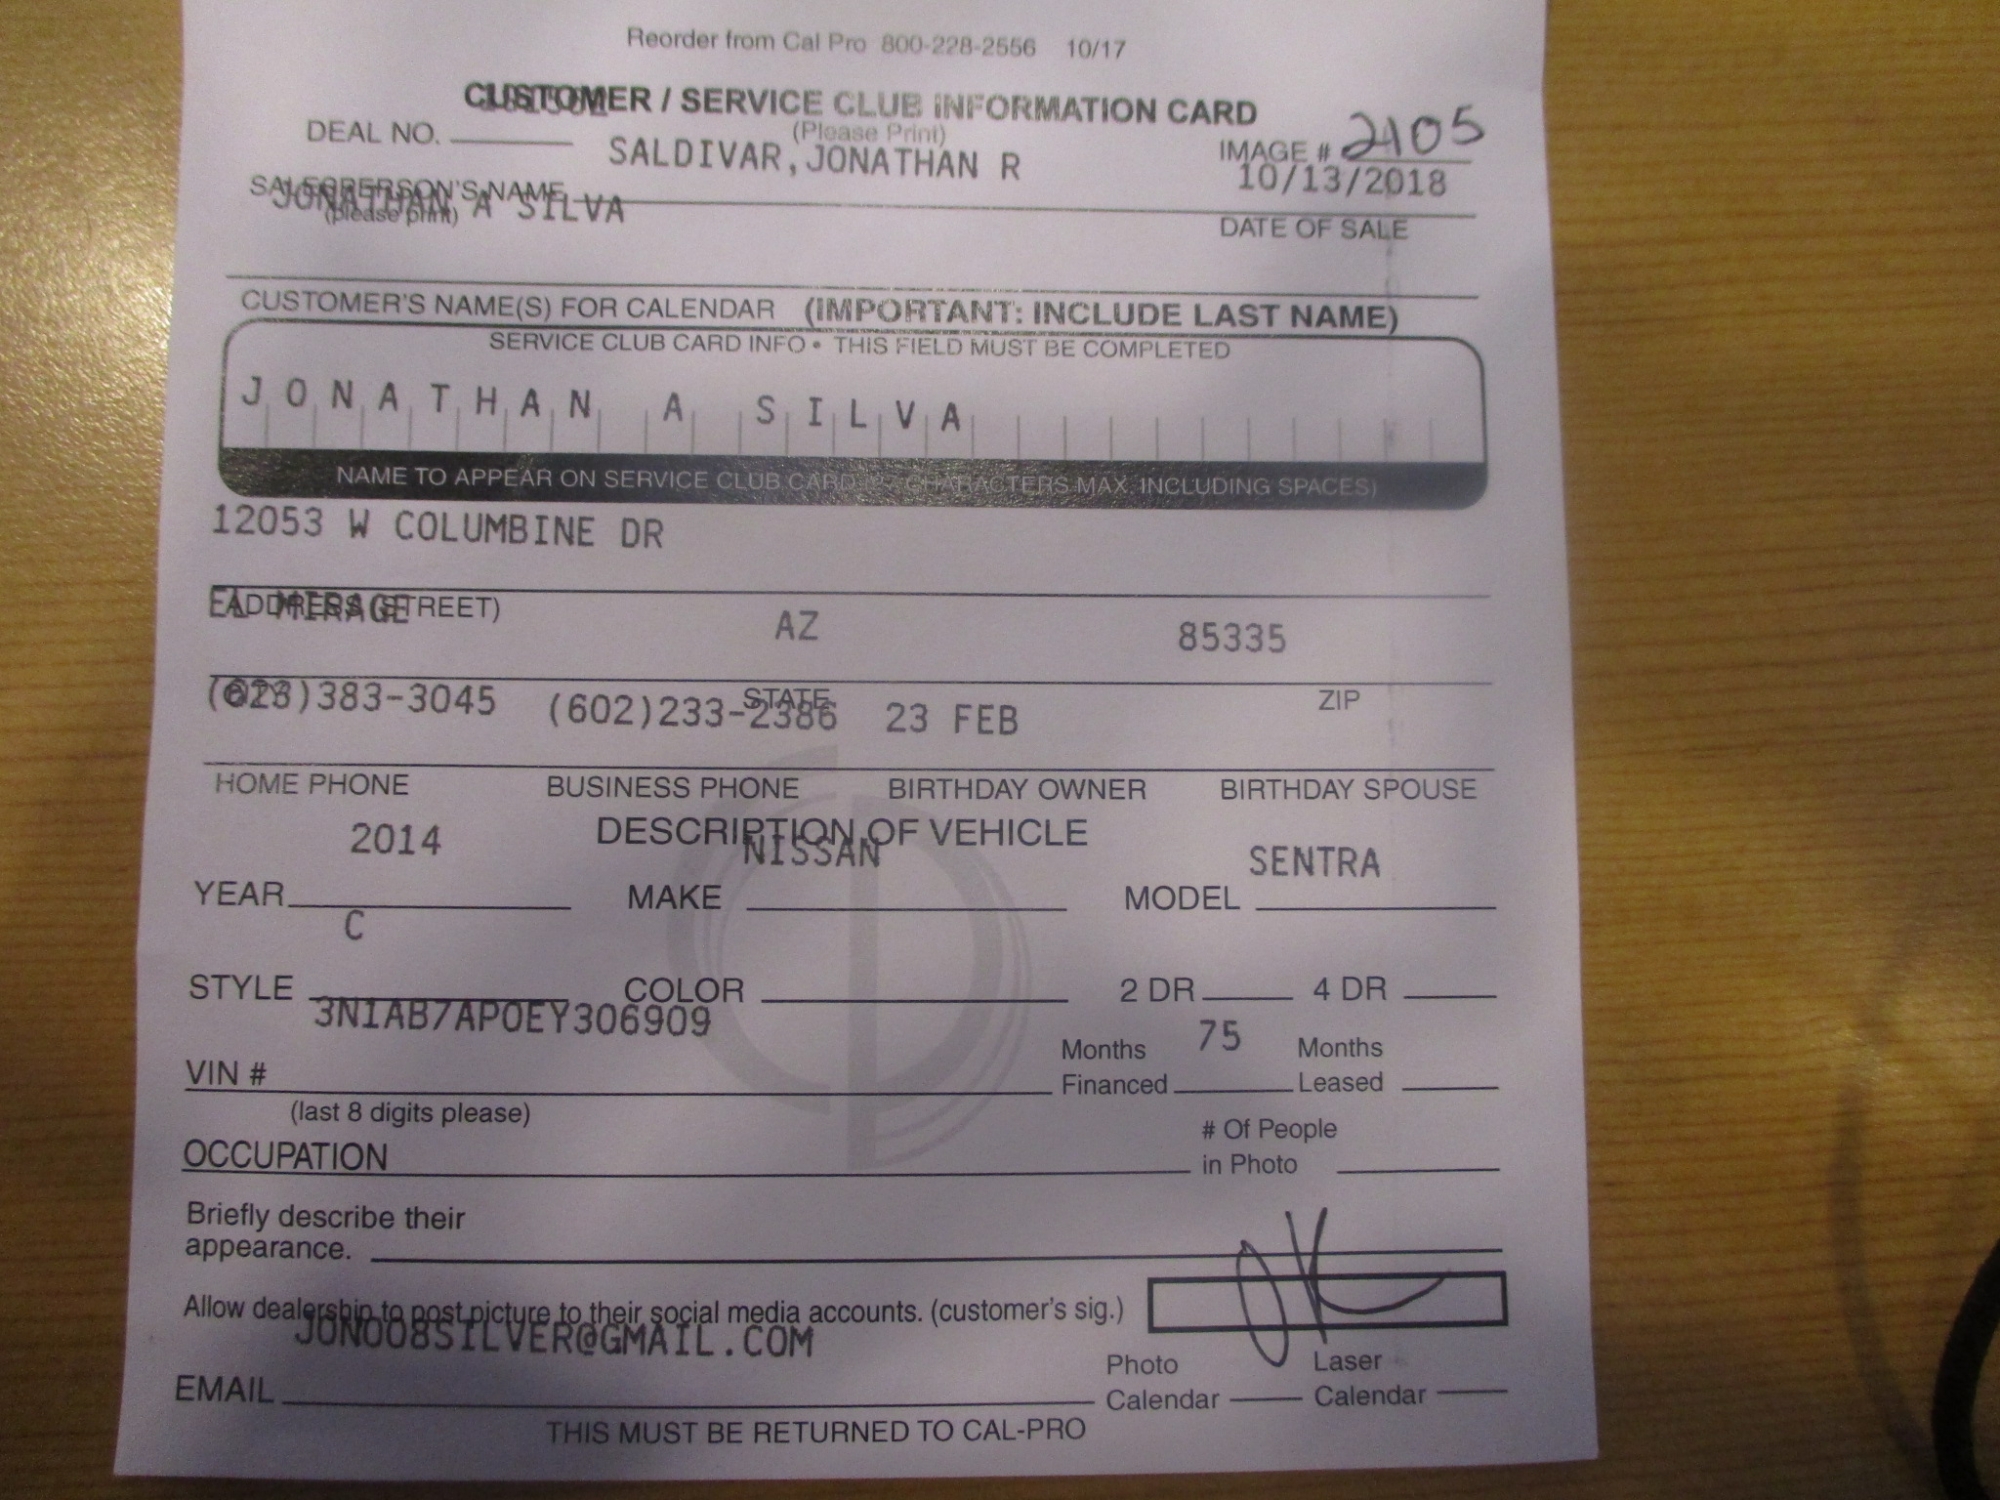 Reorder from Cal Pro 800-228-2556 10/17
CUSTOMER / SERVICE CLUB INFORMATION CARD
(Please Print)
DEAL NO.
SALDIVAR,JONATHAN R
IMAGE # 2105
10/13/2018
SALESPERSON'S NAME
(please print)
JONATHAN A SILVA
DATE OF SALE
CUSTOMER'S NAME(S) FOR CALENDAR (IMPORTANT: INCLUDE LAST NAME)
SERVICE CLUB CARD INFO • THIS FIELD MUST BE COMPLETED
JONATHAN A SILVA
NAME TO APPEAR ON SERVICE CLUB CARD CHARACTERS MAX. INCLUDING SPACES)
12053 W COLUMBINE DR
ADDRESS (STREET)
EL MIRAGE AZ 85335
STATE ZIP
(623)383-3045 (602)233-2386 23 FEB
HOME PHONE BUSINESS PHONE BIRTHDAY OWNER BIRTHDAY SPOUSE
DESCRIPTION OF VEHICLE
2014 NISSAN SENTRA
YEAR MAKE MODEL
C
STYLE COLOR 2 DR 4 DR
3N1AB7AP0EY306909
VIN # Months Financed 75 Months Leased
(last 8 digits please)
OCCUPATION # Of People in Photo
Briefly describe their
appearance.
Allow dealership to post picture to their social media accounts. (customer's sig.)
JON008SILVER@GMAIL.COM
EMAIL Photo Calendar Laser Calendar
THIS MUST BE RETURNED TO CAL-PRO